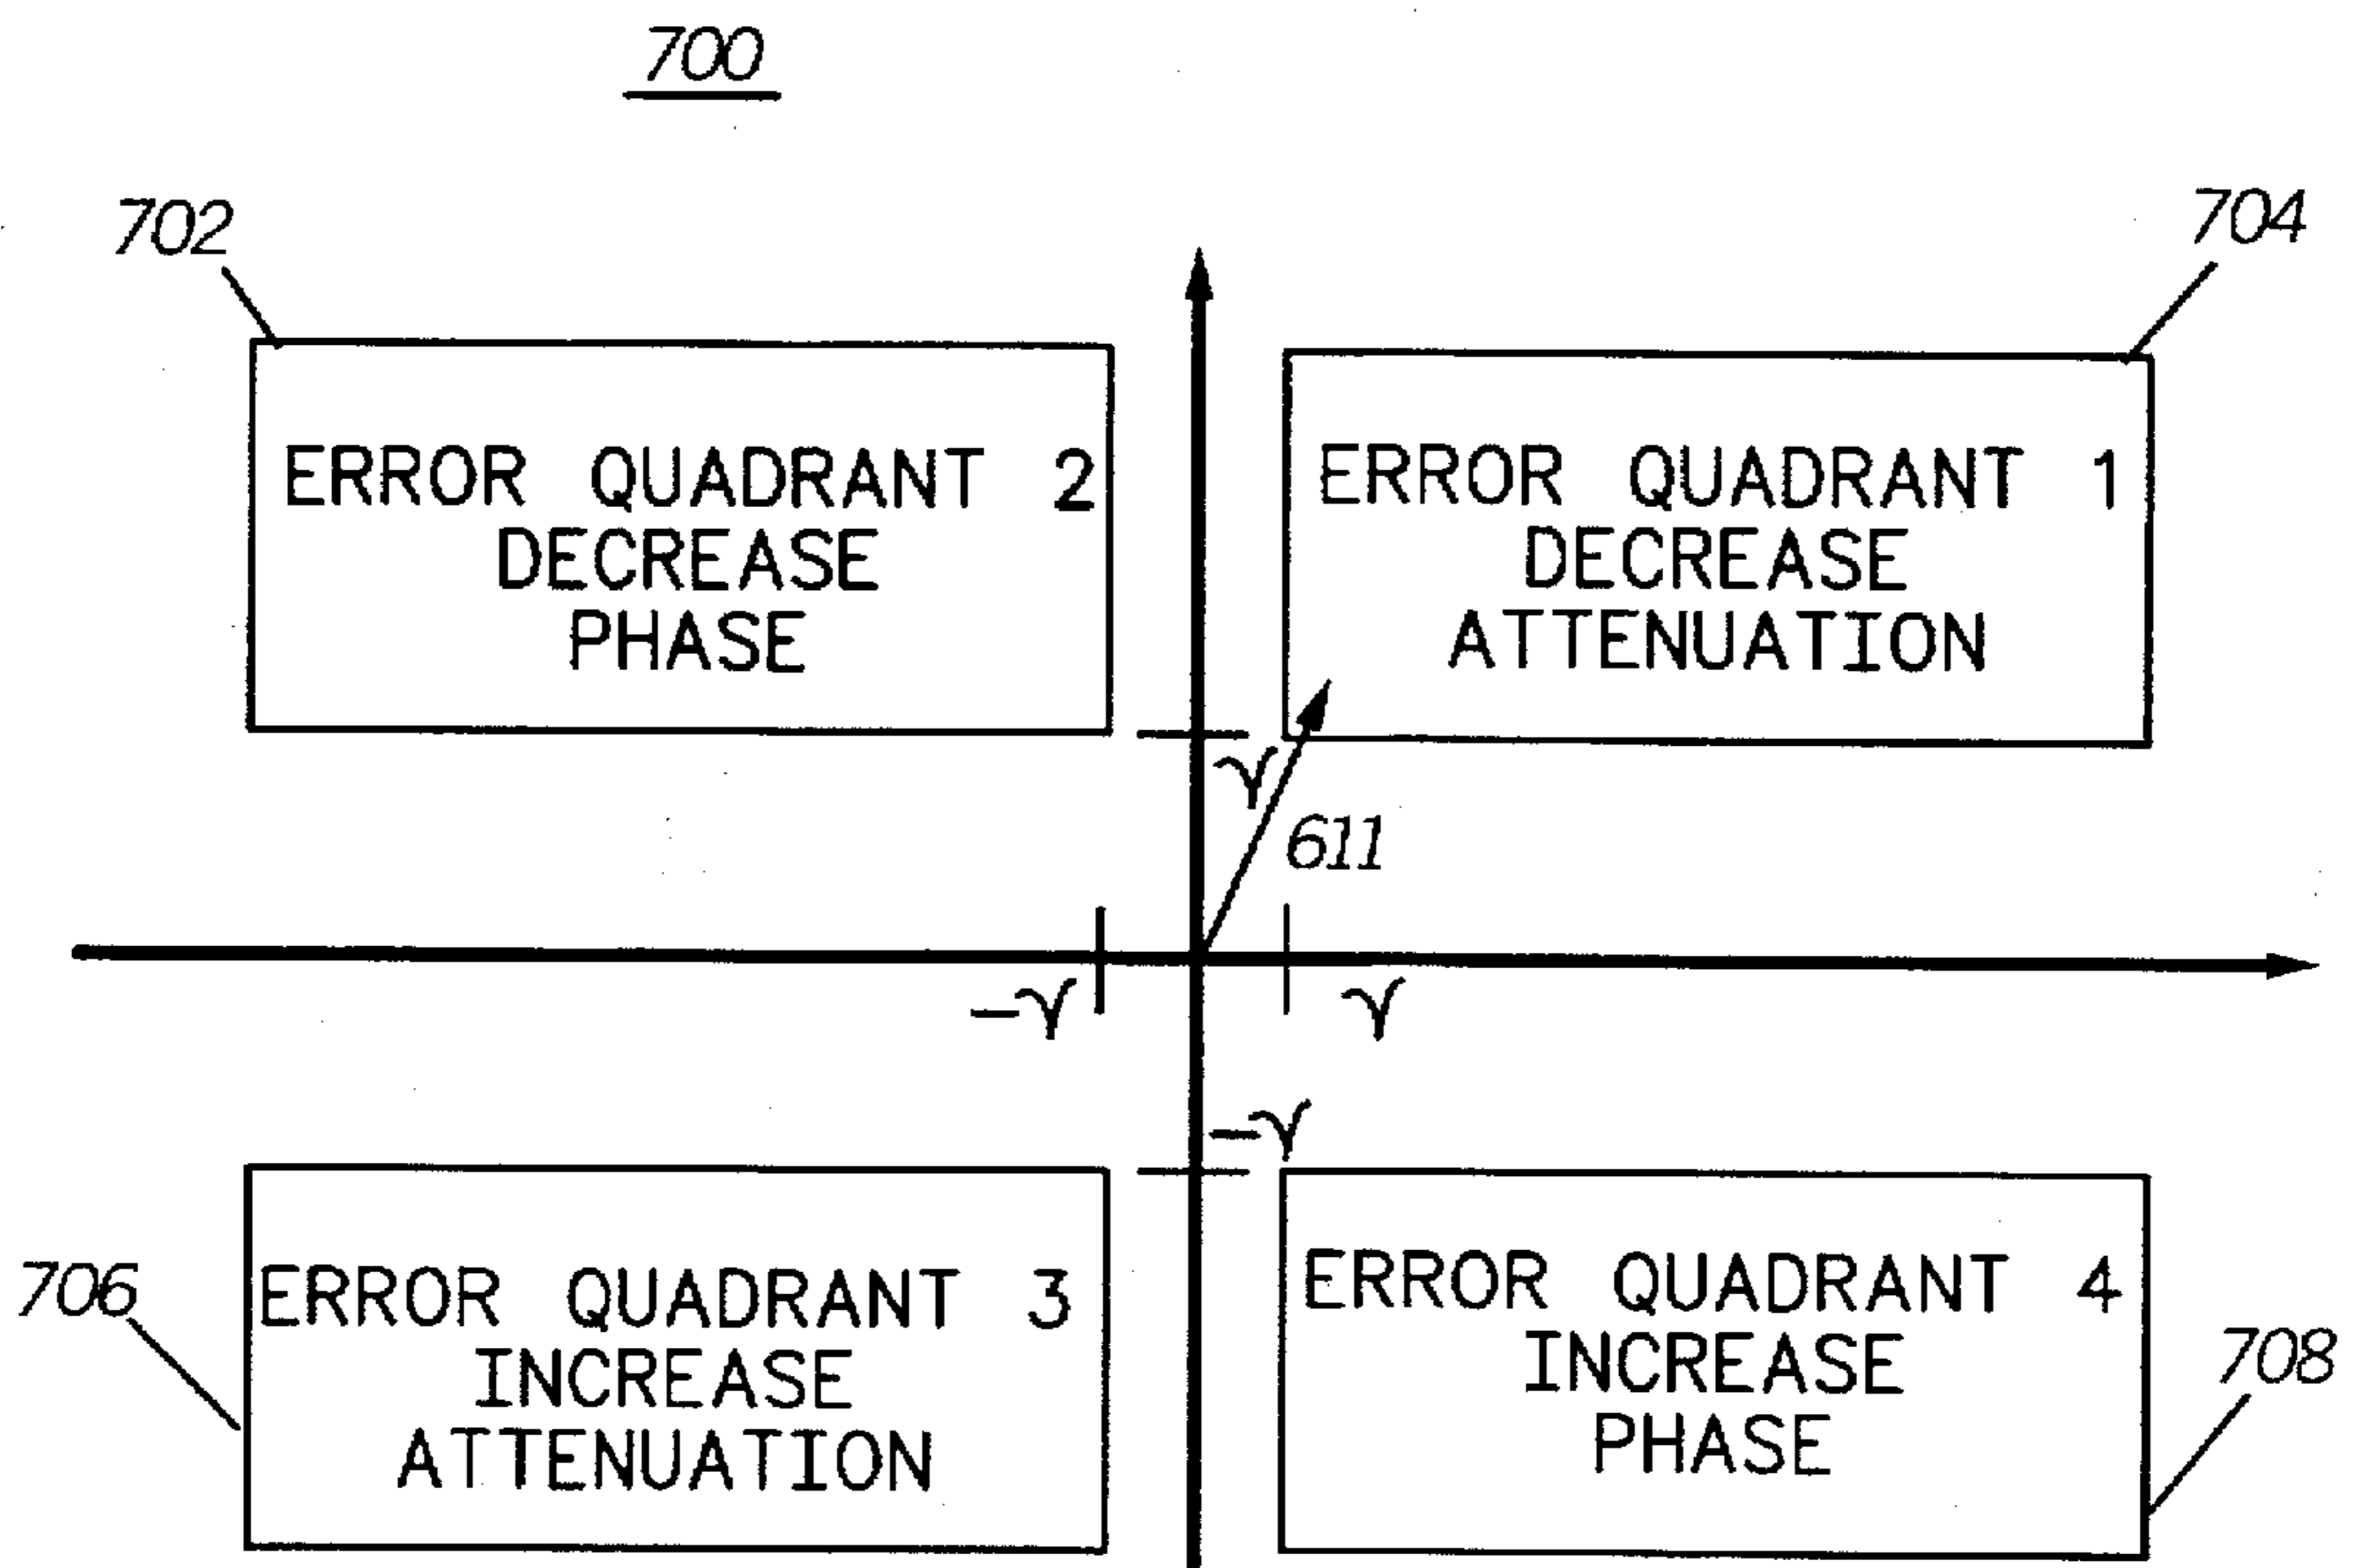 700
702
704
ERROR QUADRANT 2
DECREASE
PHASE
ERROR QUADRANT 1
DECREASE
ATTENUATION
γ
611
-γ
γ
-γ
706
ERROR QUADRANT 3
INCREASE
ATTENUATION
ERROR QUADRANT 4
INCREASE
PHASE
708